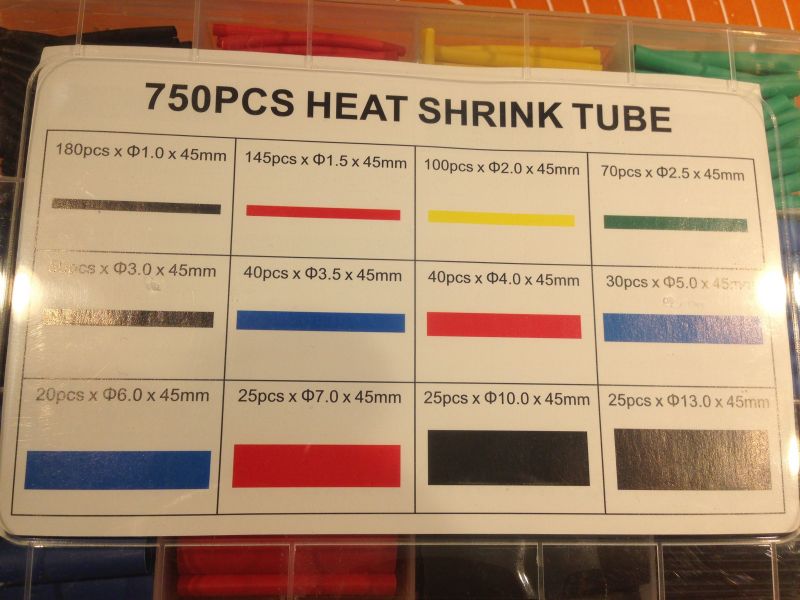 750PCS HEAT SHRINK TUBE
180pcs x Φ1.0 x 45mm
145pcs x Φ1.5 x 45mm
100pcs x Φ2.0 x 45mm
70pcs x Φ2.5 x 45mm
x Φ3.0 x 45mm
40pcs x Φ3.5 x 45mm
40pcs x Φ4.0 x 45mm
30pcs x Φ5.0 x 45mm
20pcs x Φ6.0 x 45mm
25pcs x Φ7.0 x 45mm
25pcs x Φ10.0 x 45mm
25pcs x Φ13.0 x 45mm